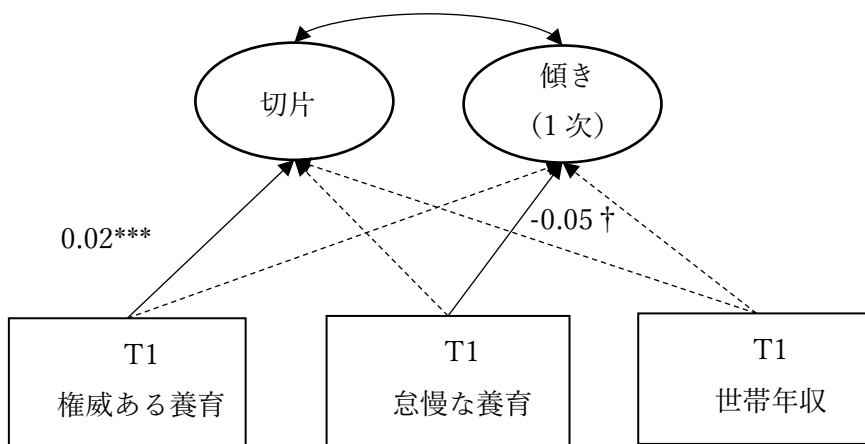 切片
傾き
(1 次)
0.02***
-0.05 †
T1
権威ある養育
T1
怠慢な養育
T1
世帯年収